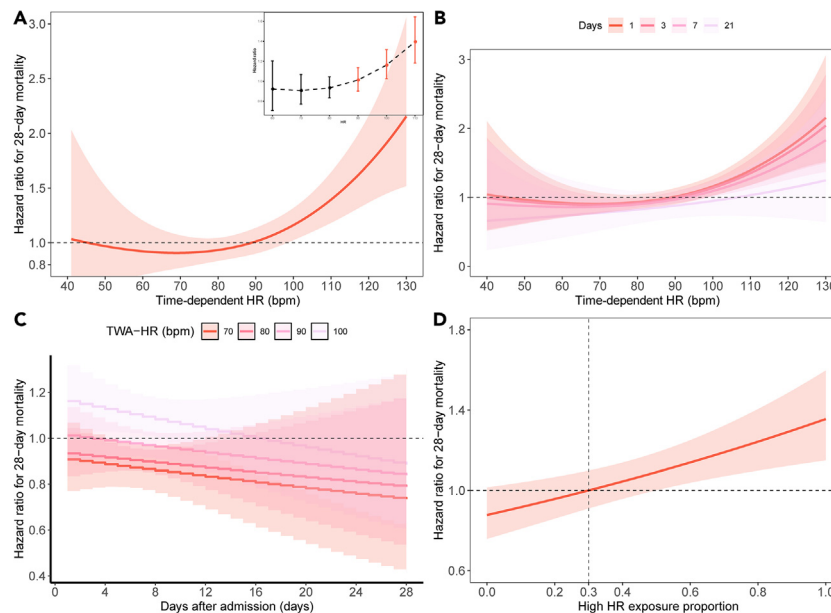 A
Hazard ratio for 28-day mortality
3.0
2.5
2.0
1.5
1.0
0.8
40 50 60 70 80 90 100 110 120 130
Time-dependent HR (bpm)
Hazard ratio
HR
B
Days 1 3 7 21
Hazard ratio for 28-day mortality
3
2
1
0
40 50 60 70 80 90 100 110 120 130
Time-dependent HR (bpm)
C
TWA-HR (bpm) 70 80 90 100
Hazard ratio for 28-day mortality
1.2
1.0
0.8
0.6
0.4
0 4 8 12 16 20 24 28
Days after admission (days)
D
Hazard ratio for 28-day mortality
1.8
1.4
1.0
0.6
0.0 0.2 0.3 0.4 0.6 0.8 1.0
High HR exposure proportion